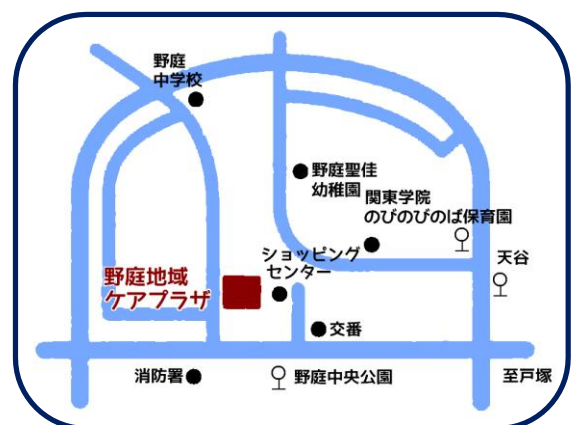 野庭
中学校
野庭聖佳
幼稚園
関東学院
のびのびのば保育園
ショッピング
センター
天谷
野庭地域
ケアプラザ
交番
消防署
野庭中央公園
至戸塚